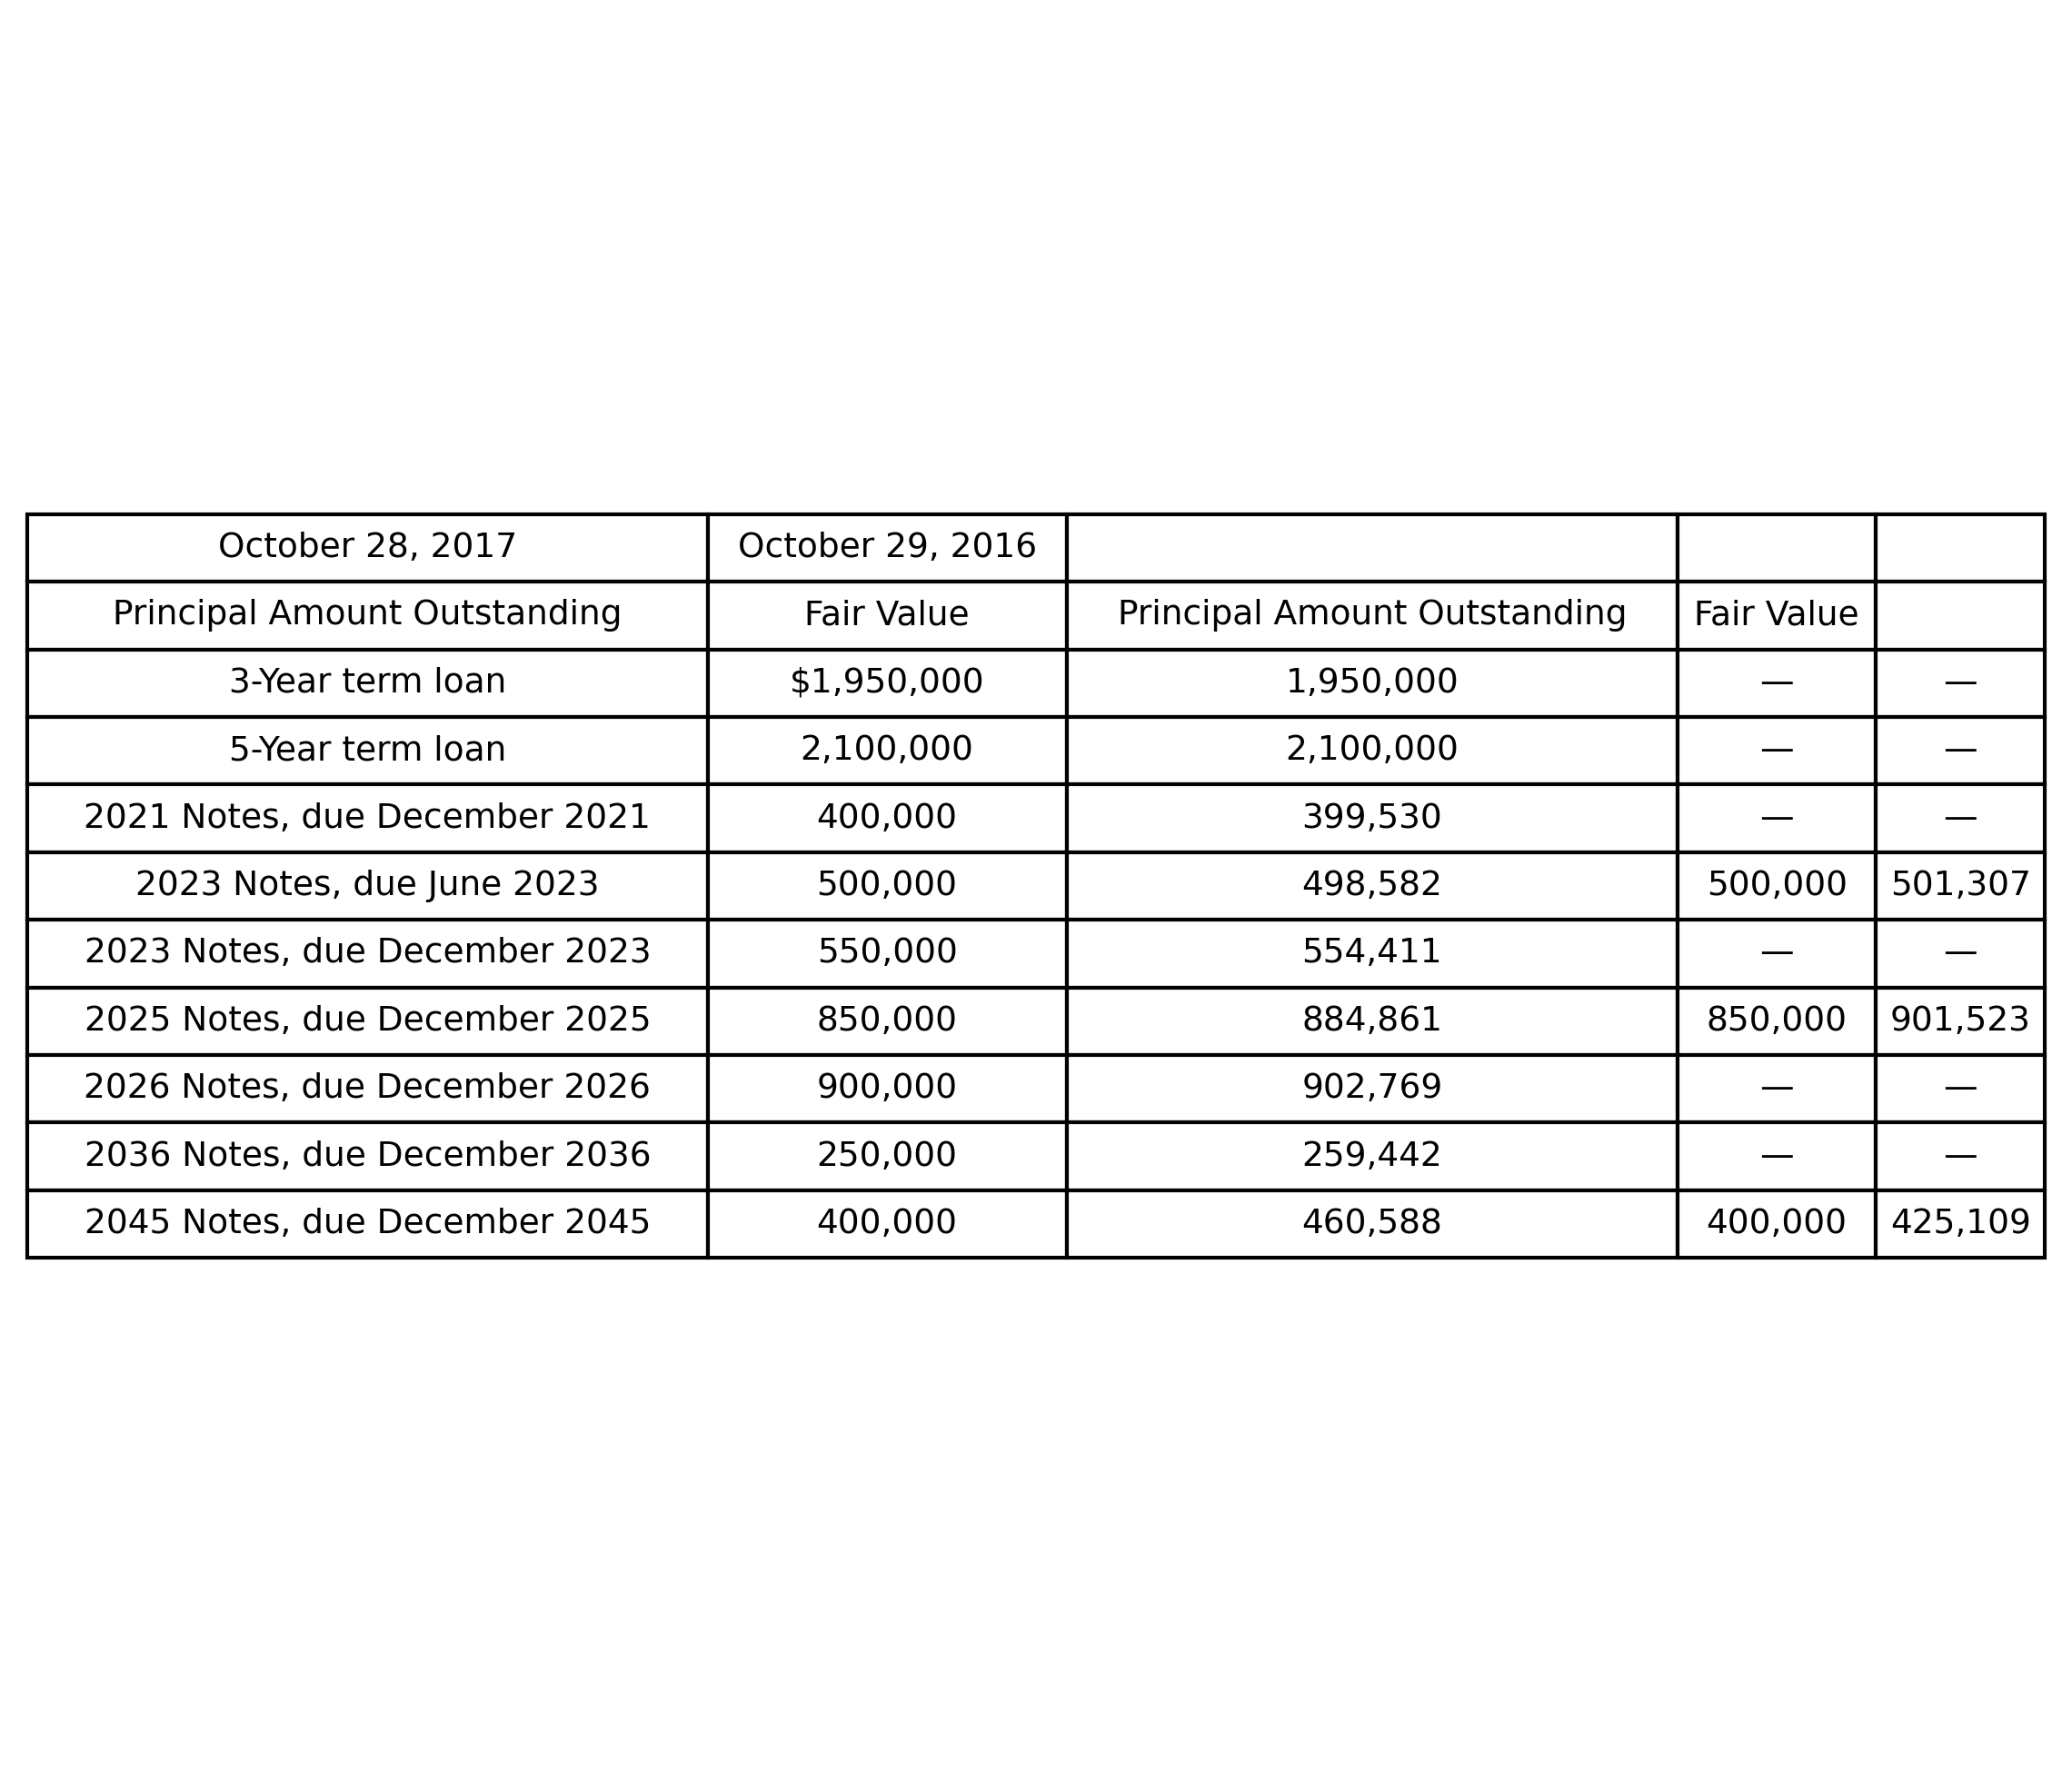 October 28, 2017 October 29, 2016
Principal Amount Outstanding Fair Value Principal Amount Outstanding Fair Value
3-Year term loan $1,950,000 1,950,000 — —
5-Year term loan 2,100,000 2,100,000 — —
2021 Notes, due December 2021 400,000 399,530 — —
2023 Notes, due June 2023 500,000 498,582 500,000 501,307
2023 Notes, due December 2023 550,000 554,411 — —
2025 Notes, due December 2025 850,000 884,861 850,000 901,523
2026 Notes, due December 2026 900,000 902,769 — —
2036 Notes, due December 2036 250,000 259,442 — —
2045 Notes, due December 2045 400,000 460,588 400,000 425,109